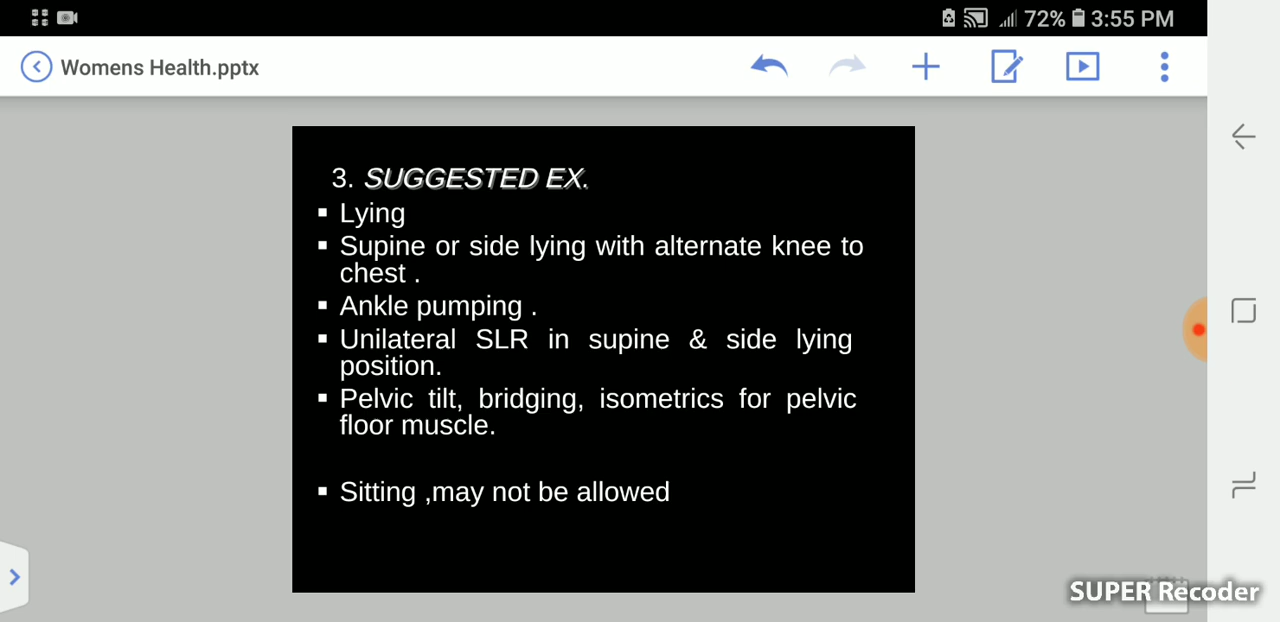 72% 3:55 PM
Womens Health.pptx
3. SUGGESTED EX.
▪ Lying
▪ Supine or side lying with alternate knee to
chest .
▪ Ankle pumping .
▪ Unilateral SLR in supine & side lying
position.
▪ Pelvic tilt, bridging, isometrics for pelvic
floor muscle.
▪ Sitting ,may not be allowed
SUPER Recoder